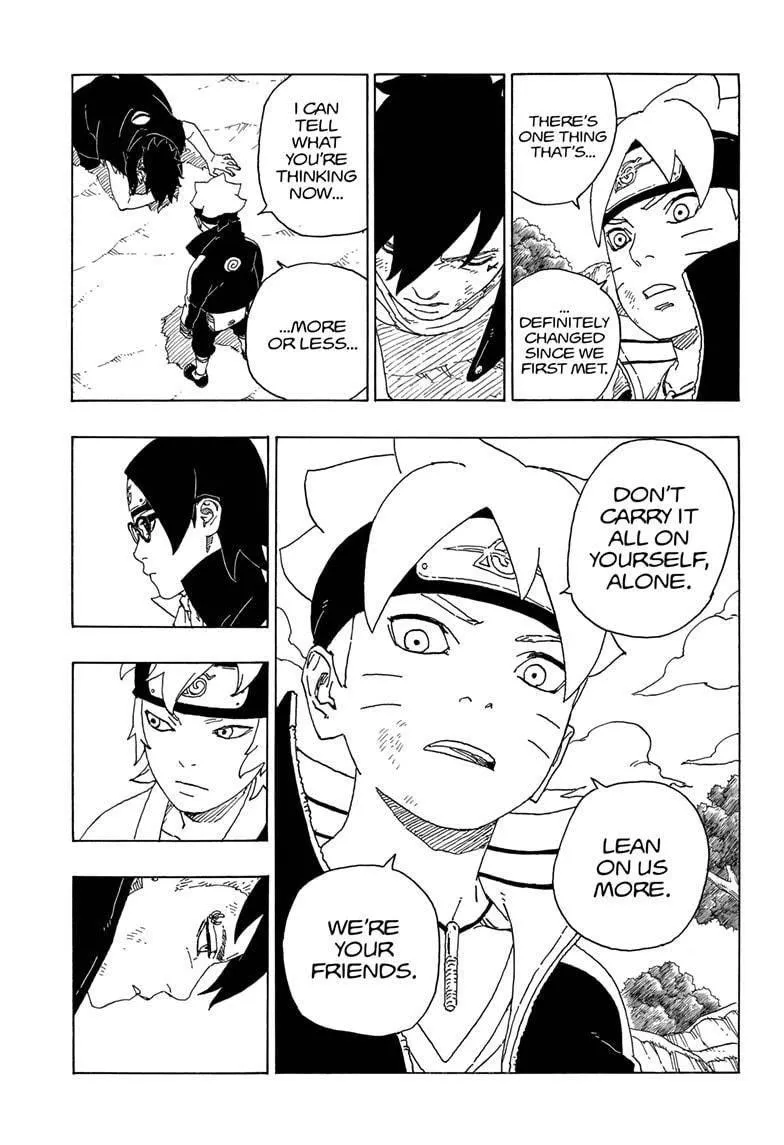 THERE'S
ONE THING
THAT'S...
...
DEFINITELY
CHANGED
SINCE WE
FIRST MET.
I CAN
TELL
WHAT
YOU'RE
THINKING
NOW...
...MORE
OR LESS...
DON'T
CARRY IT
ALL ON
YOURSELF,
ALONE.
LEAN
ON US
MORE.
WE'RE
YOUR
FRIENDS.